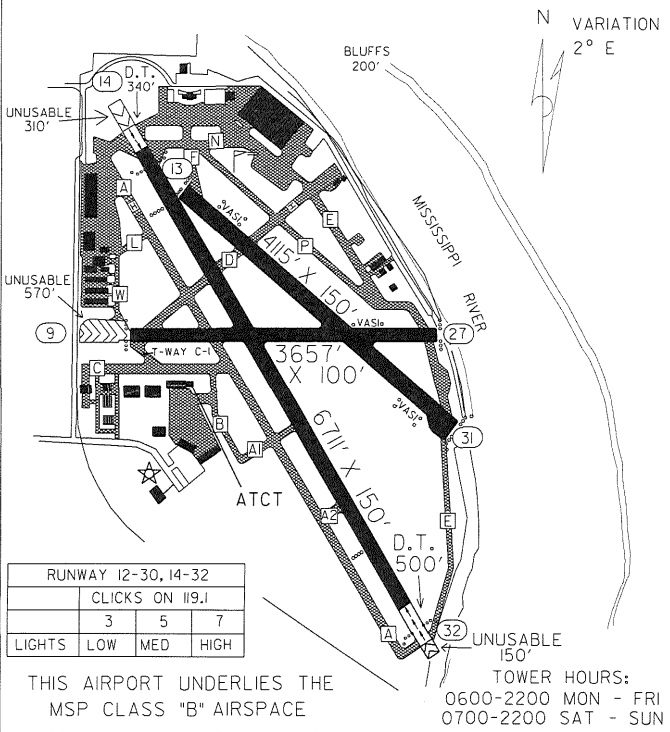 N VARIATION
2° E
BLUFFS
200'
14
D.T.
340'
UNUSABLE
310'
N
13
F
A
VASI
E
MISSISSIPPI
RIVER
L
D
P
4115' X 150'
UNUSABLE
570'
W
9
VASI
27
T-WAY C-1
3657'
X 100'
C
VASI
31
B
6711' X 150'
A1
ATCT
A2
E
D.T.
500'
A
32
UNUSABLE
150'
RUNWAY 12-30, 14-32
CLICKS ON 119.1
3 5 7
LIGHTS LOW MED HIGH
THIS AIRPORT UNDERLIES THE
MSP CLASS "B" AIRSPACE
TOWER HOURS:
0600-2200 MON - FRI
0700-2200 SAT - SUN